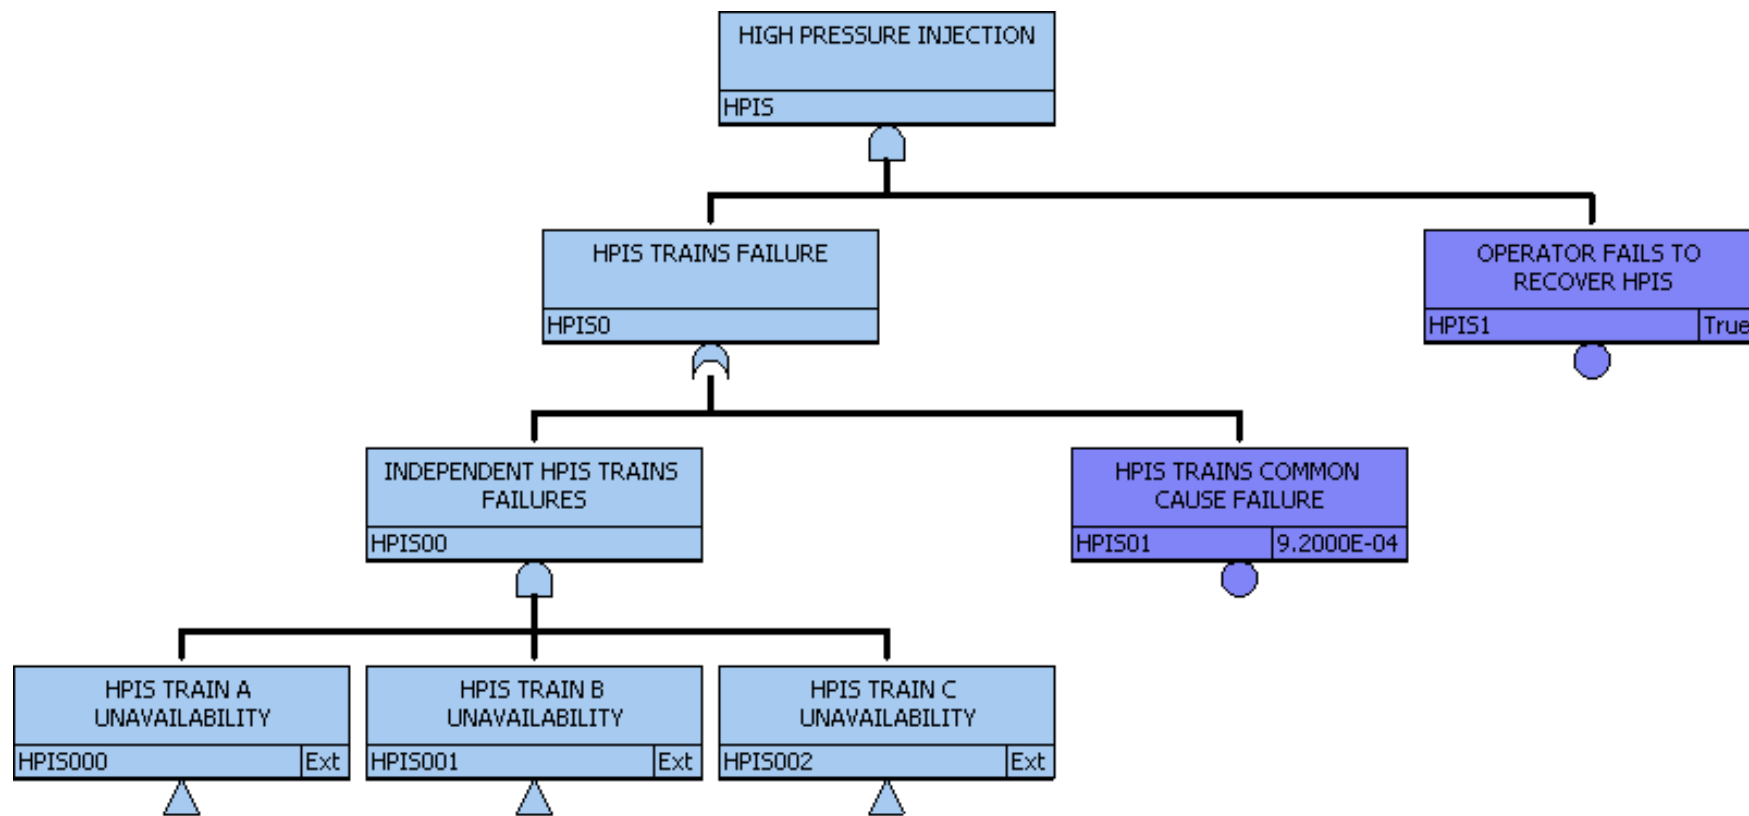 HIGH PRESSURE INJECTION
HPIS
HPIS TRAINS FAILURE
HPIS0
OPERATOR FAILS TO
RECOVER HPIS
HPIS1 True
INDEPENDENT HPIS TRAINS
FAILURES
HPIS00
HPIS TRAINS COMMON
CAUSE FAILURE
HPIS01 9.2000E-04
HPIS TRAIN A
UNAVAILABILITY
HPIS000 Ext
HPIS TRAIN B
UNAVAILABILITY
HPIS001 Ext
HPIS TRAIN C
UNAVAILABILITY
HPIS002 Ext